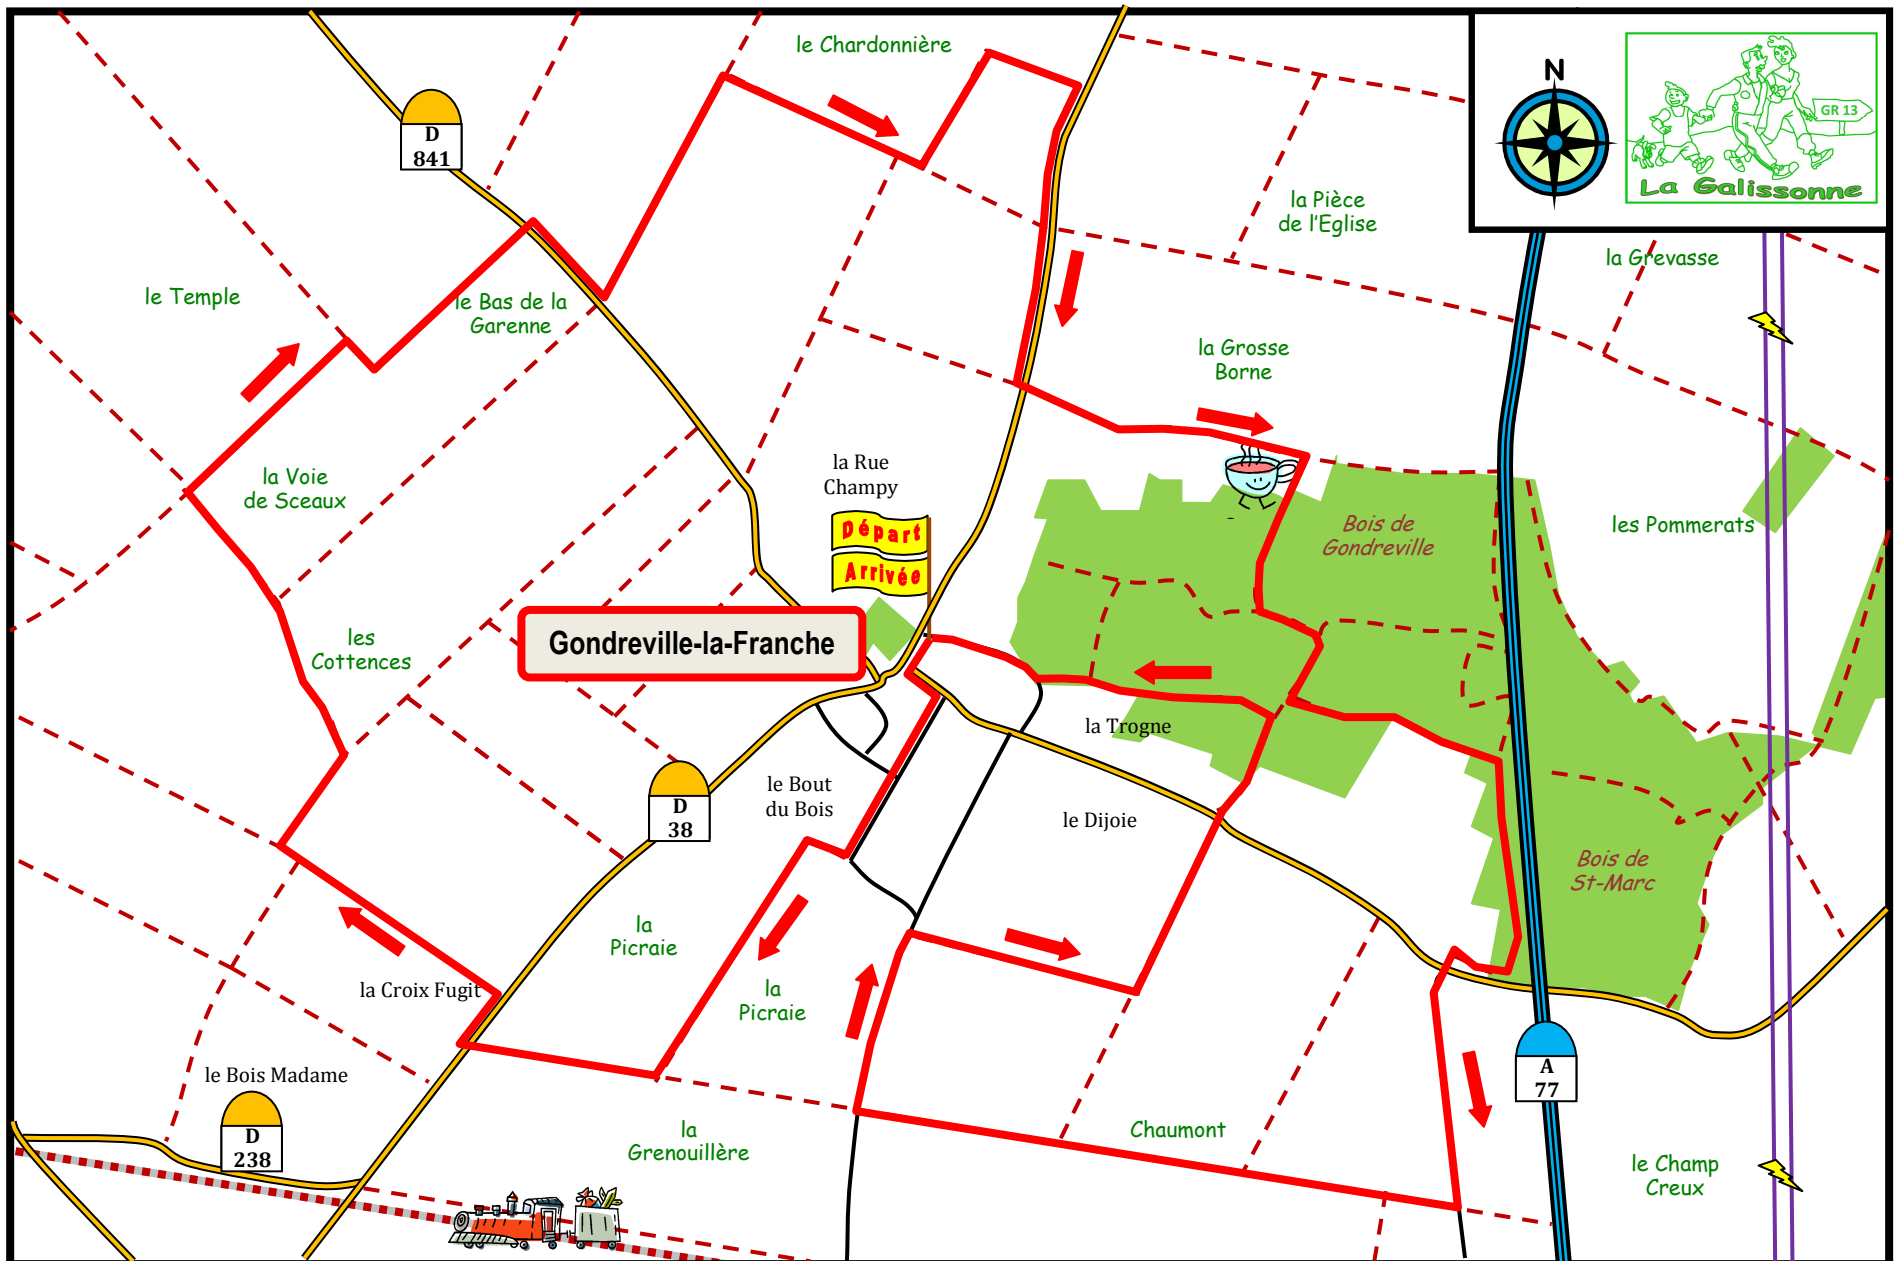 le Chardonnière
N
GR 13
La Galissonne
D
841
la Pièce
de l'Eglise
la Grevasse
le Temple
le Bas de la
Garenne
la Grosse
Borne
la Voie
de Sceaux
la Rue
Champy
Départ
Arrivée
Bois de
Gondreville
les Pommerats
Gondreville-la-Franche
les
Cottences
la Trogne
D
38
le Bout
du Bois
le Dijoie
Bois de
St-Marc
la
Picraie
la Croix Fugit
la
Picraie
le Bois Madame
A
77
D
238
la
Grenouillère
Chaumont
le Champ
Creux